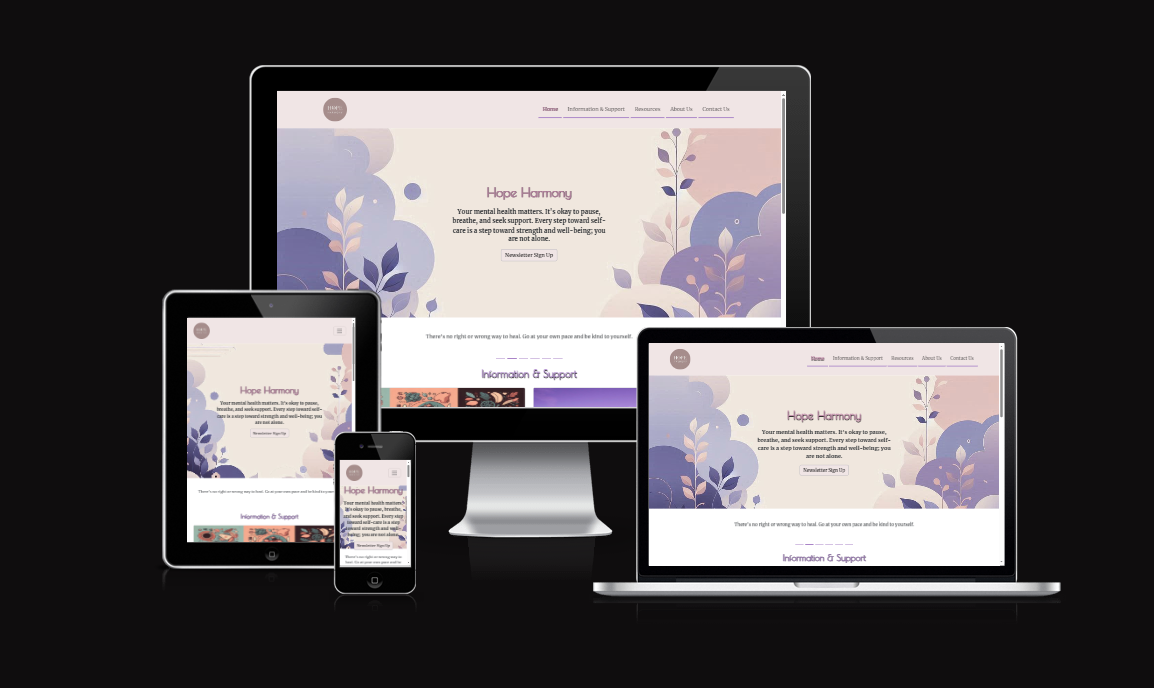 HOPE
Home Information & Support Resources About Us Contact Us
Hope Harmony
Your mental health matters. It's okay to pause,
breathe, and seek support. Every step toward self-
care is a step toward strength and well-being; you
are not alone.
Newsletter Sign Up
There's no right or wrong way to heal. Go at your own pace and be kind to yourself.
Information & Support
Hope Harmony
Your mental health matters. It's okay to pause,
breathe, and seek support. Every step toward self-
care is a step toward strength and well-being; you
are not alone.
Newsletter Sign Up
There's no right or wrong way to heal. Go at your own pace and be kind to your
Information & Support
Hope Harmony
Your mental health matters.
It's okay to pause, breathe,
and seek support. Every step
toward self-care is a step
toward strength and well-
being; you are not alone.
Newsletter Sign Up
There's no right or wrong way to
heal. Go at your own pace and be
HOPE
Home Information & Support Resources About Us Contact Us
Hope Harmony
Your mental health matters. It's okay to pause,
breathe, and seek support. Every step toward self-
care is a step toward strength and well-being; you
are not alone.
Newsletter Sign Up
There's no right or wrong way to heal. Go at your own pace and be kind to yourself.
Information & Support